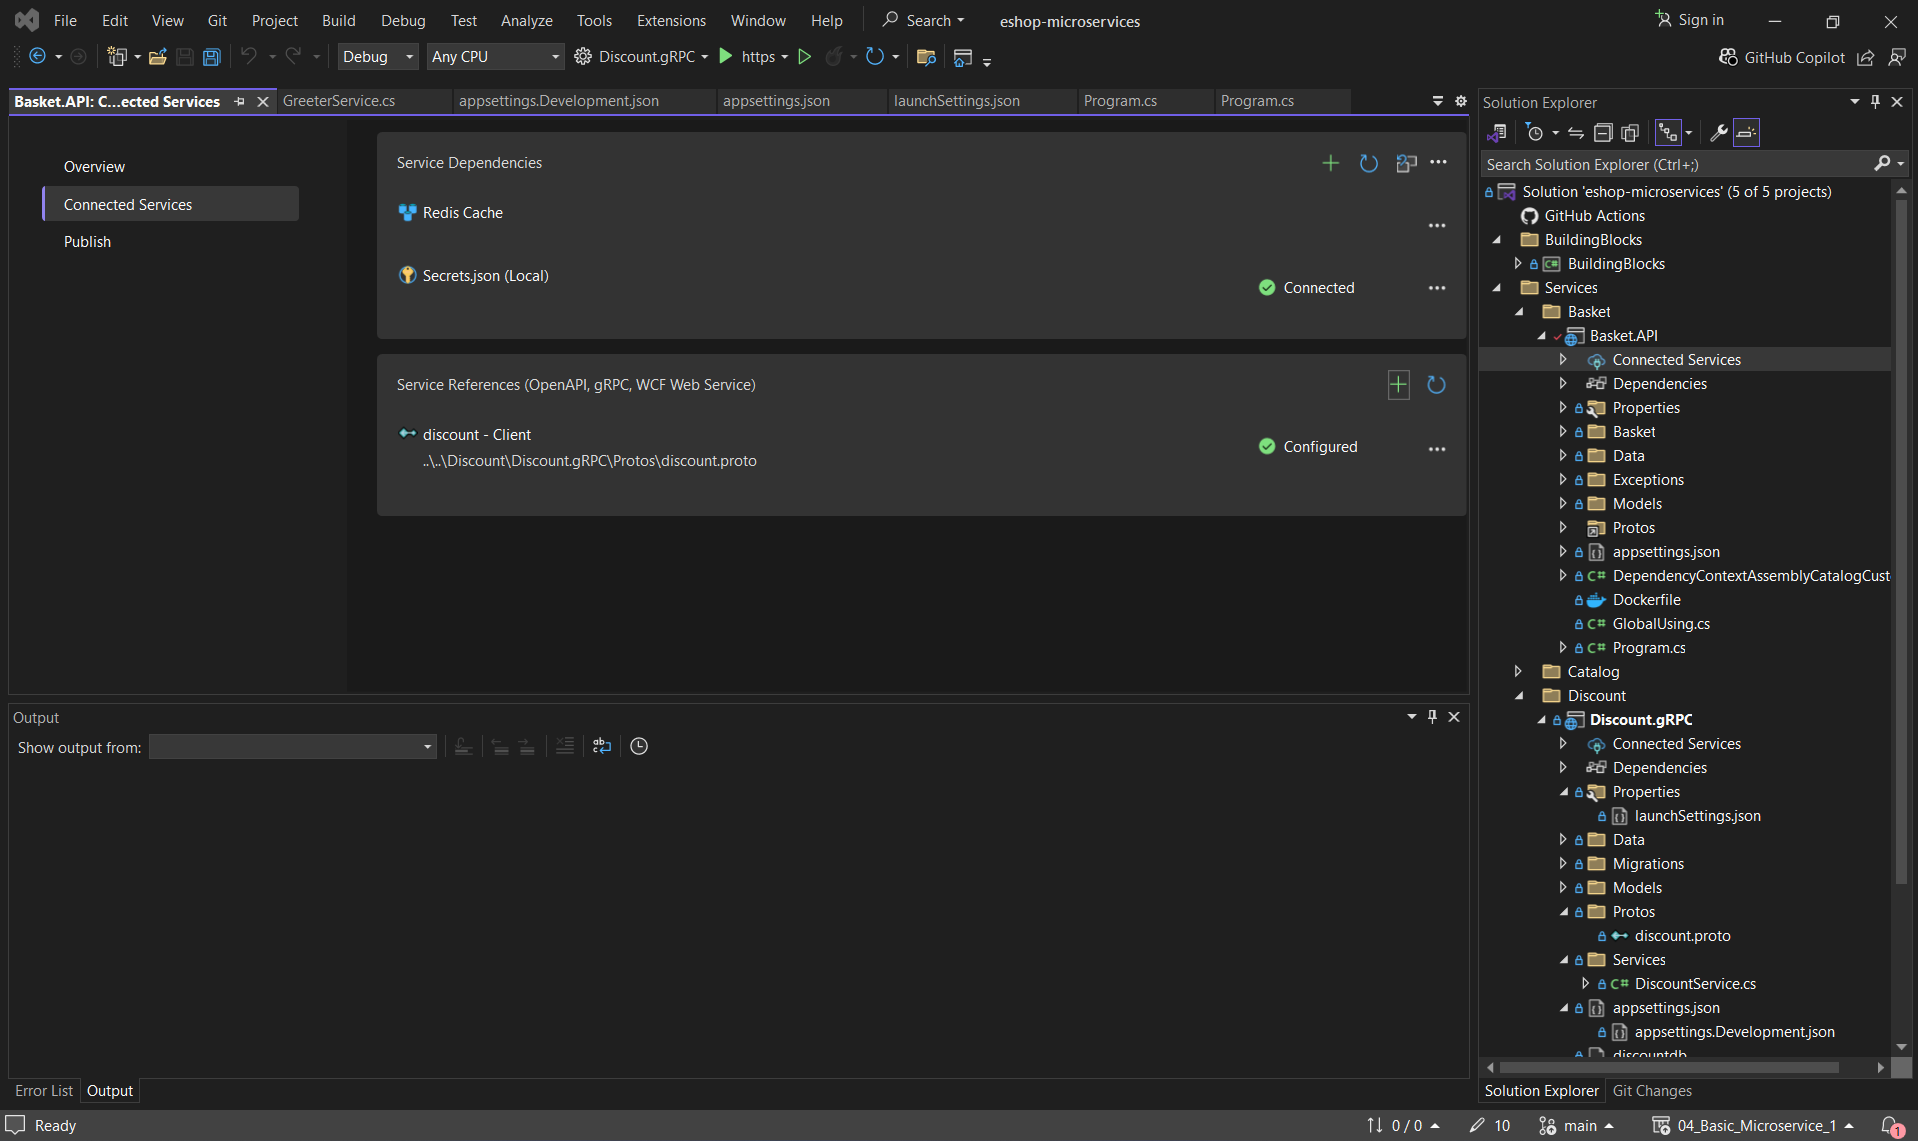 File Edit View Git Project Build Debug Test Analyze Tools Extensions Window Help Search eshop-microservices Sign in
Debug Any CPU Discount.gRPC https GitHub Copilot
Basket.API: C...ected Services GreeterService.cs appsettings.Development.json appsettings.json launchSettings.json Program.cs Program.cs
Overview
Connected Services
Publish
Service Dependencies
Redis Cache
Secrets.json (Local)
Connected
Service References (OpenAPI, gRPC, WCF Web Service)
discount - Client
..\..\Discount\Discount.gRPC\Protos\discount.proto
Configured
Output
Show output from:
Error List Output
Solution Explorer
Search Solution Explorer (Ctrl+;)
Solution 'eshop-microservices' (5 of 5 projects)
GitHub Actions
BuildingBlocks
BuildingBlocks
Services
Basket
Basket.API
Connected Services
Dependencies
Properties
Basket
Data
Exceptions
Models
Protos
appsettings.json
DependencyContextAssemblyCatalogCust
Dockerfile
GlobalUsing.cs
Program.cs
Catalog
Discount
Discount.gRPC
Connected Services
Dependencies
Properties
launchSettings.json
Data
Migrations
Models
Protos
discount.proto
Services
DiscountService.cs
appsettings.json
appsettings.Development.json
discountdb
Solution Explorer Git Changes
Ready 0 / 0 10 main 04_Basic_Microservice_1 1